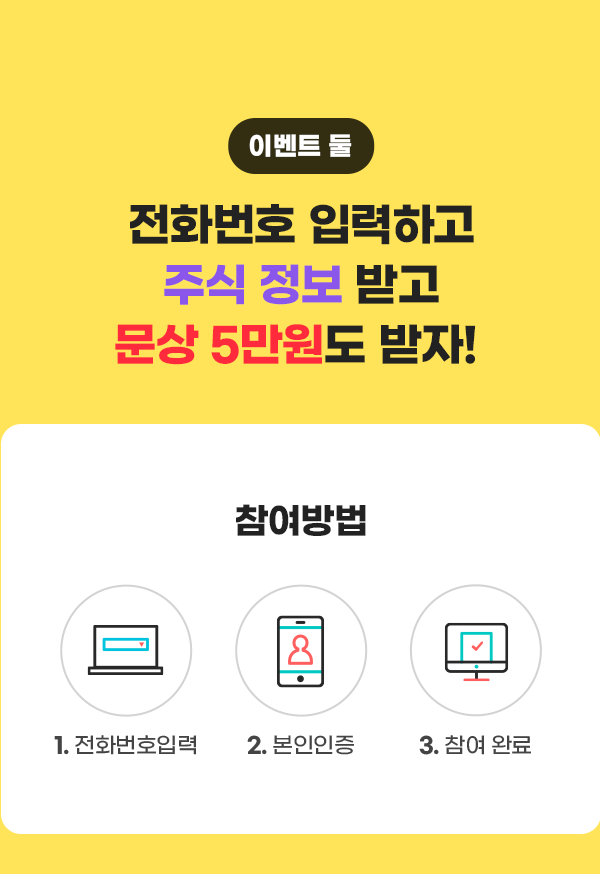 이벤트 둘
전화번호 입력하고
주식 정보 받고
문상 5만원도 받자!
참여방법
1. 전화번호입력
2. 본인인증
3. 참여 완료